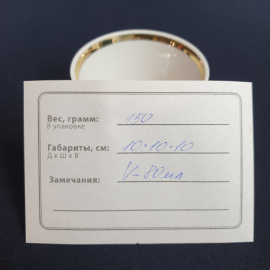 Вес, грамм: 150
В упаковке
Габариты, см: 10·10·10
Д х Ш х В
Замечания: V-80мл